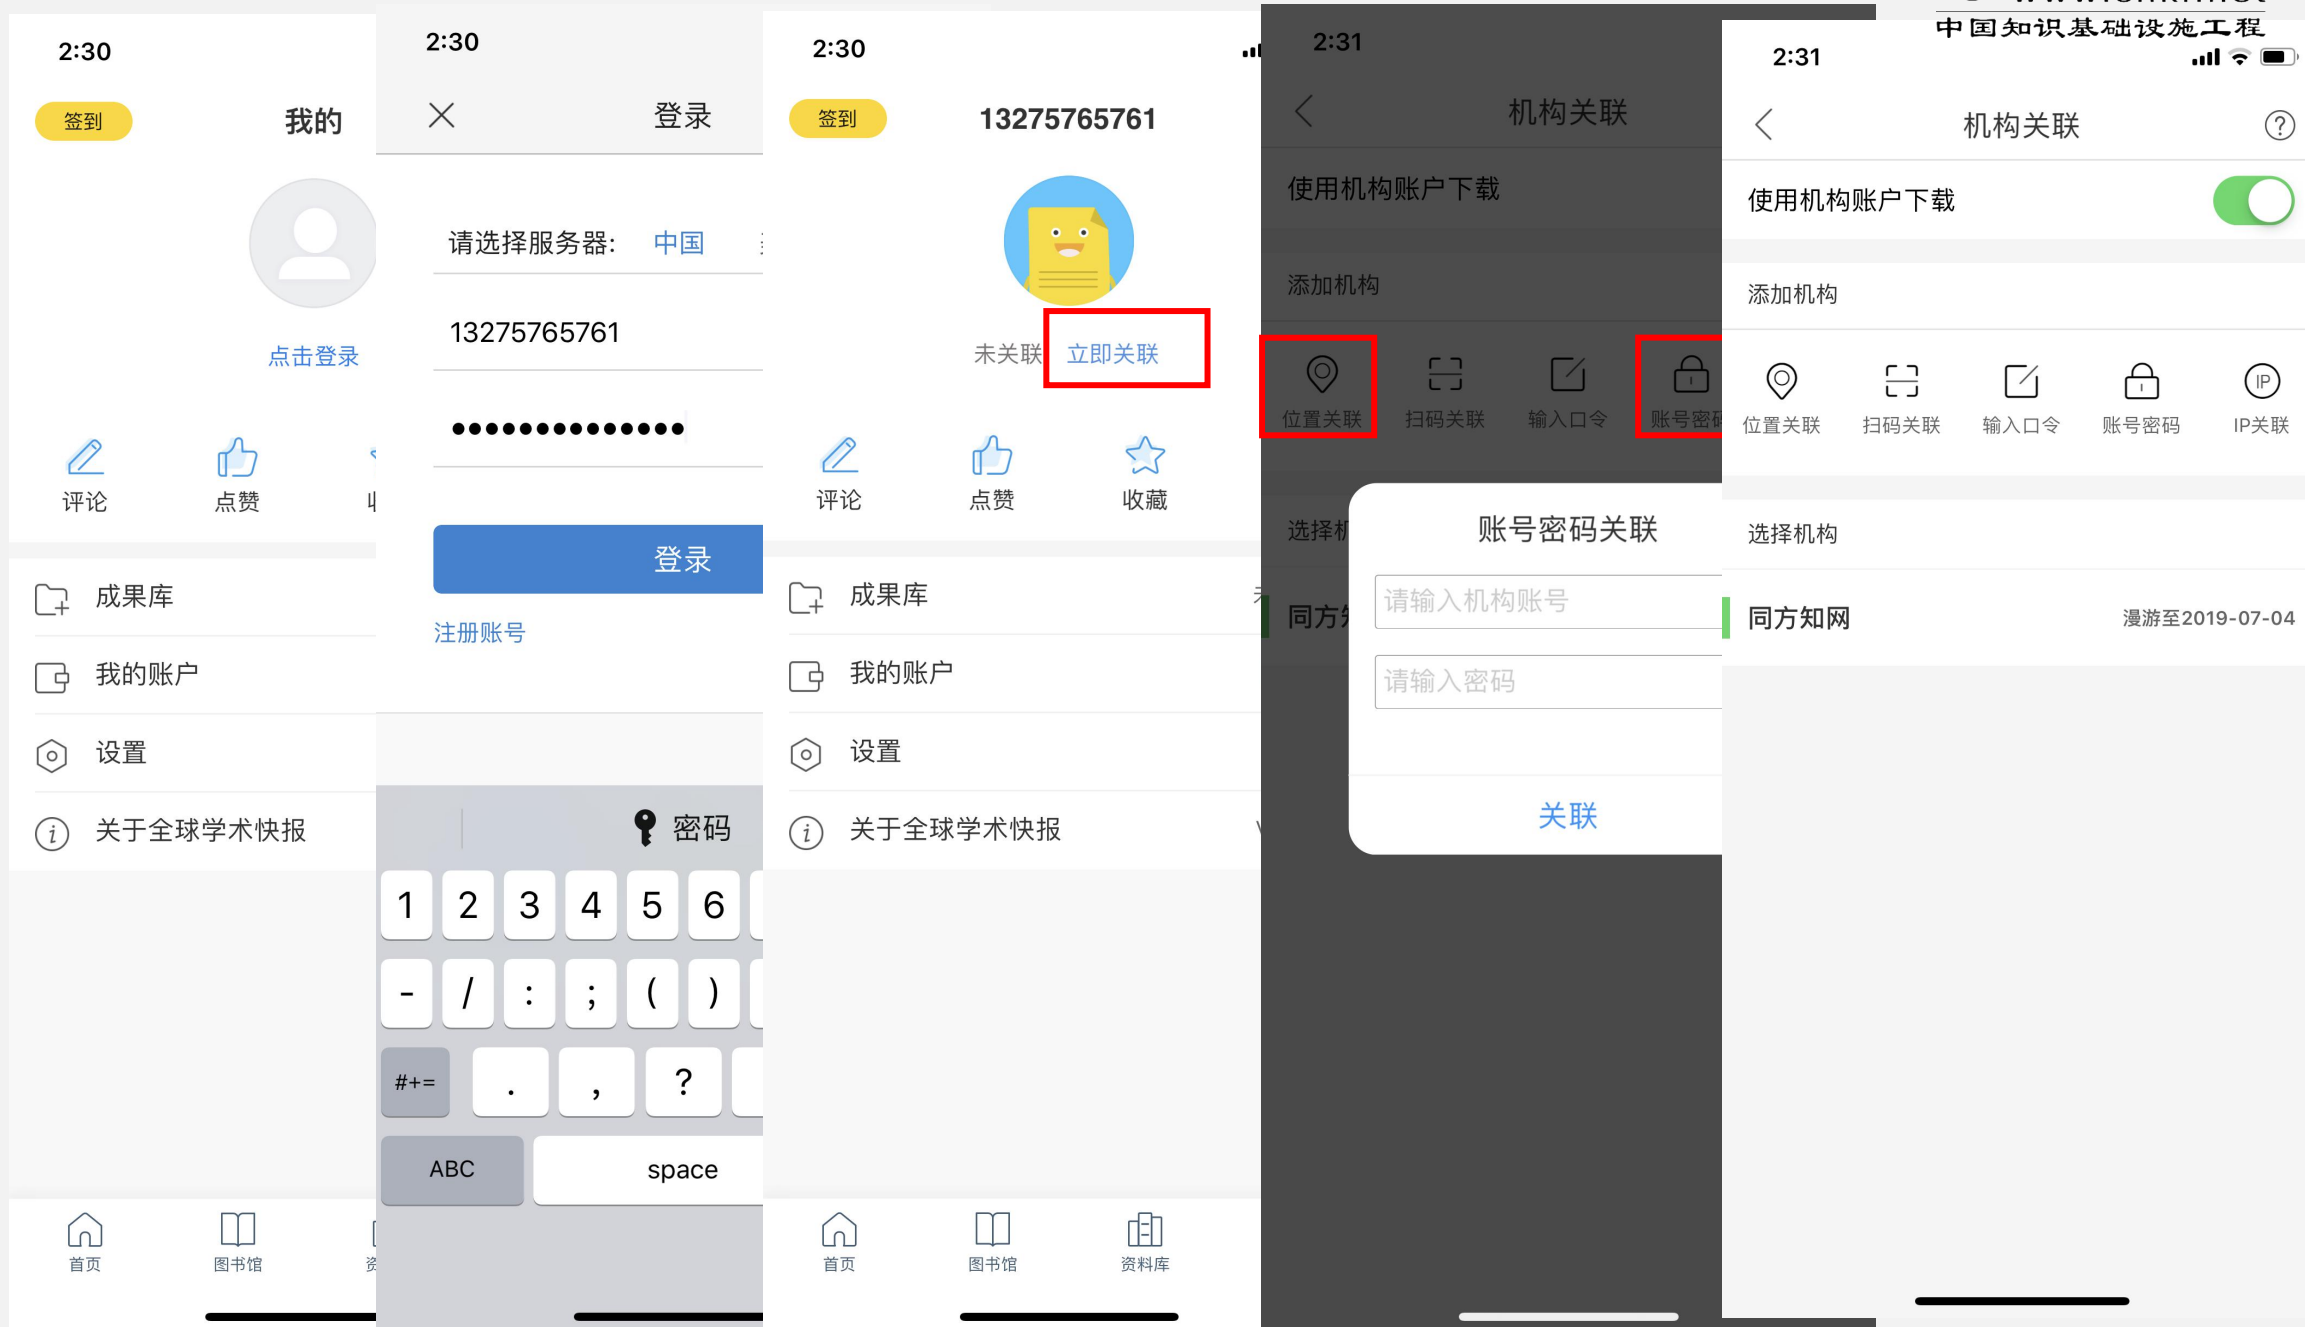 2:30
签到
我的
点击登录
评论
点赞
成果库
我的账户
设置
关于全球学术快报
首页
图书馆
2:30
登录
请选择服务器: 中国
13275765761
••••••••••••••
登录
注册账号
密码
1 2 3 4 5 6
- / : ; ( )
#+= . , ?
ABC space
2:30
签到
13275765761
未关联 立即关联
评论
点赞
收藏
成果库
我的账户
设置
关于全球学术快报
首页
图书馆
资料库
2:31
机构关联
使用机构账户下载
添加机构
位置关联
扫码关联
输入口令
账号密码
选择机
同方
账号密码关联
请输入机构账号
请输入密码
关联
中国知识基础设施工程
2:31
机构关联
使用机构账户下载
添加机构
位置关联
扫码关联
输入口令
账号密码
IP
IP关联
选择机构
同方知网
漫游至2019-07-04